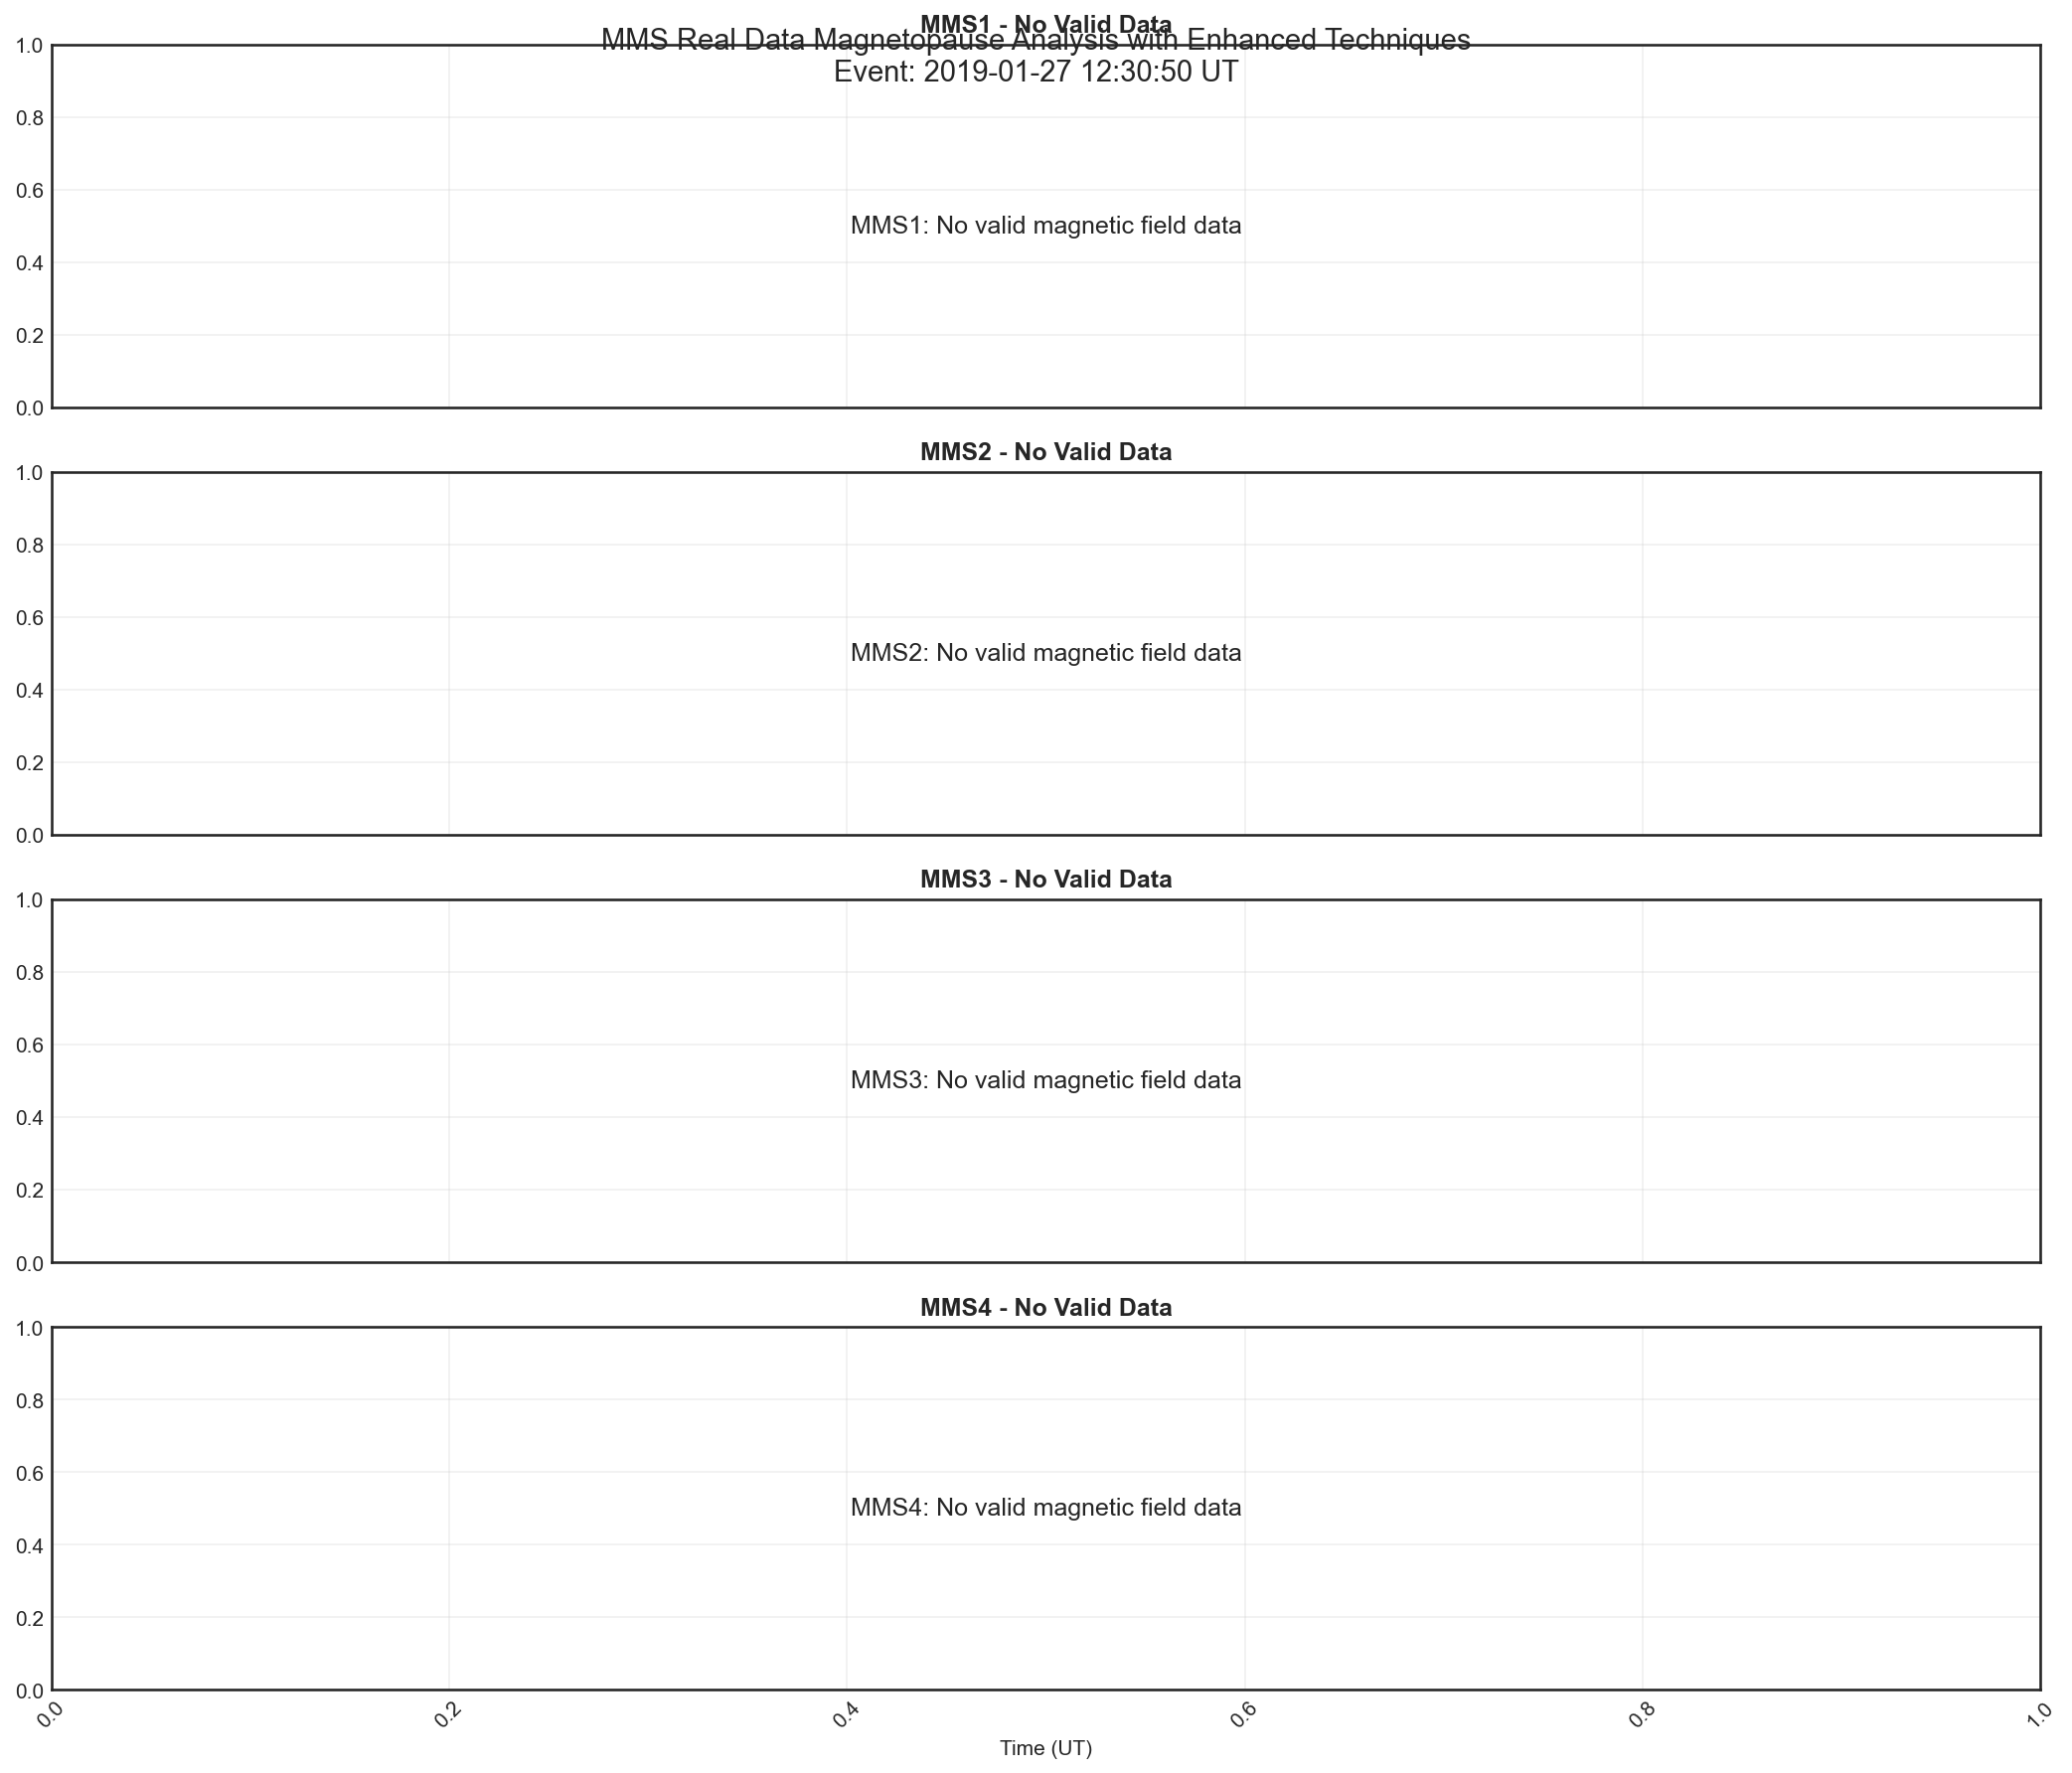 MMS1 - No Valid Data
MMS Real Data Magnetopause Analysis with Enhanced Techniques
Event: 2019-01-27 12:30:50 UT
1.0
0.8
0.6
MMS1: No valid magnetic field data
0.4
0.2
0.0
MMS2 - No Valid Data
1.0
0.8
0.6
MMS2: No valid magnetic field data
0.4
0.2
0.0
MMS3 - No Valid Data
1.0
0.8
0.6
MMS3: No valid magnetic field data
0.4
0.2
0.0
MMS4 - No Valid Data
1.0
0.8
0.6
MMS4: No valid magnetic field data
0.4
0.2
0.0
0.0 0.2 0.4 0.6 0.8 1.0
Time (UT)